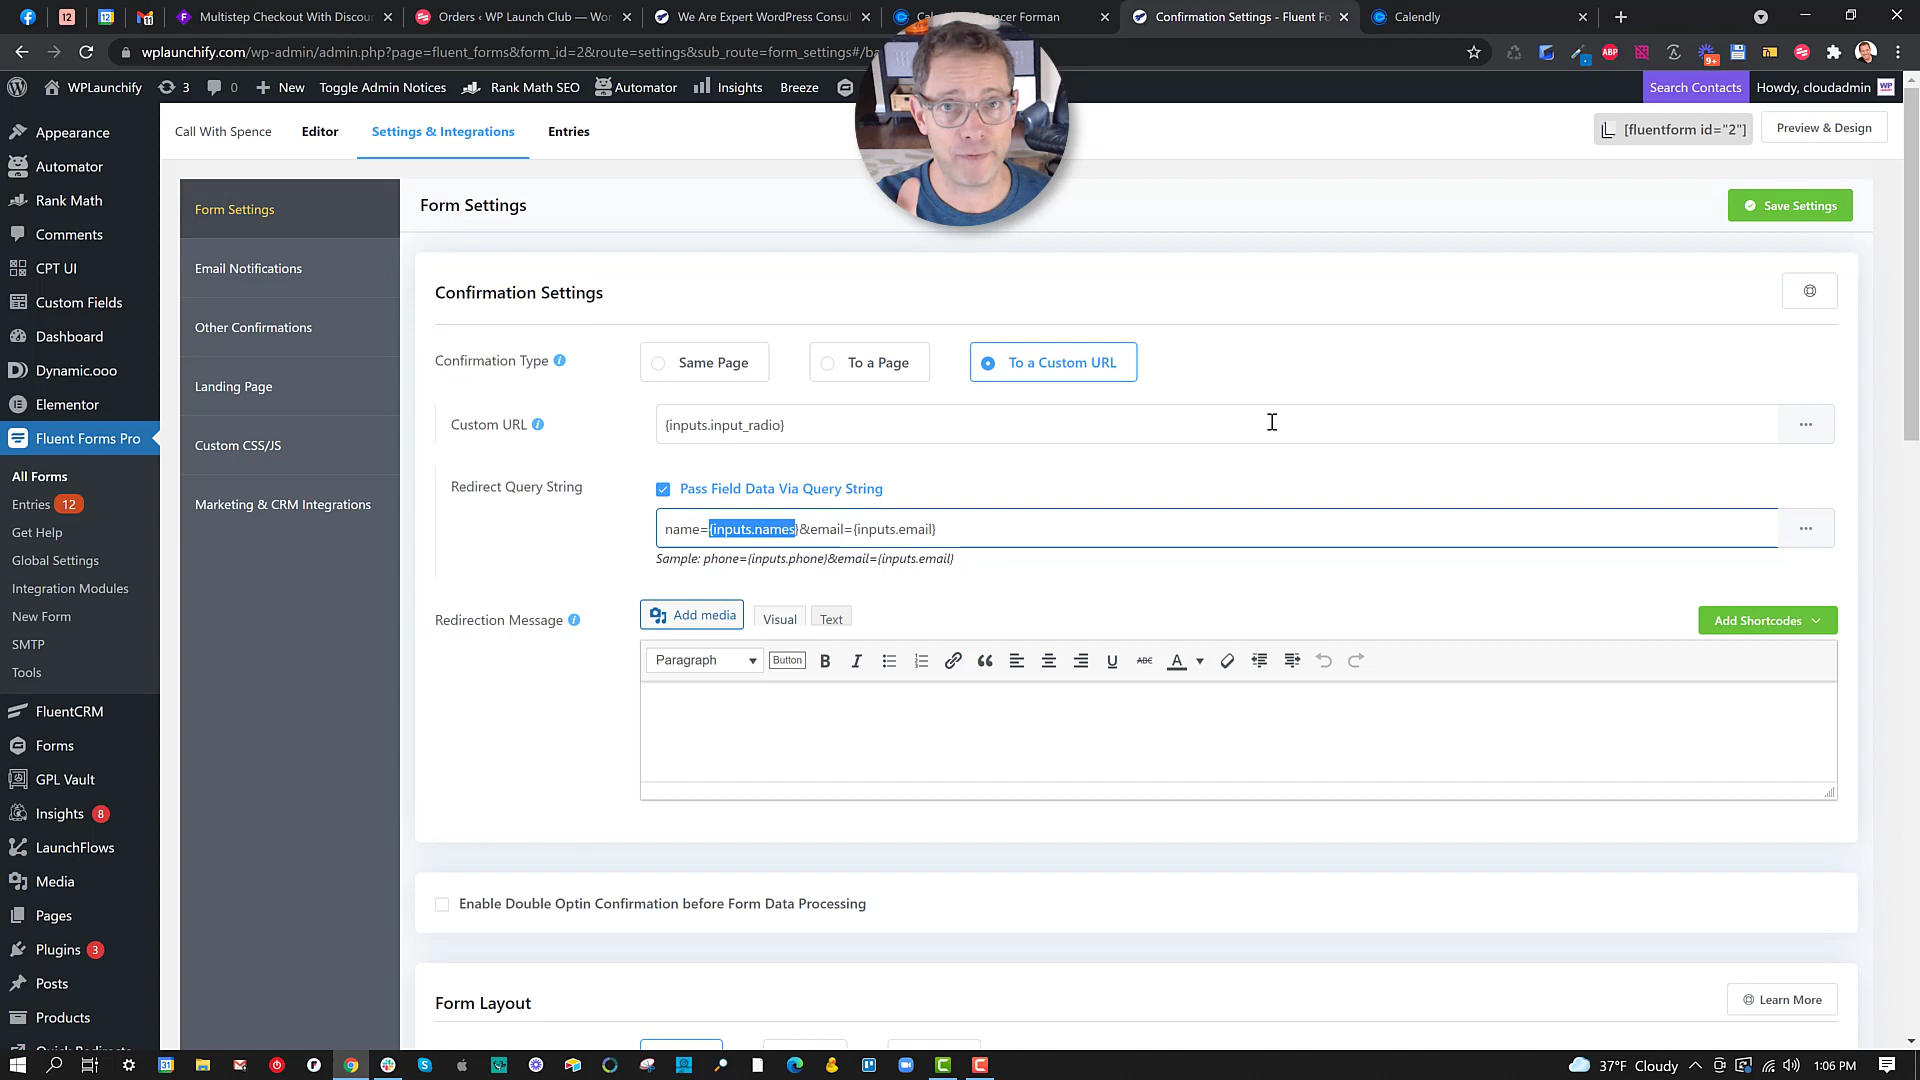 12
12
Multistep Checkout With Discou
Orders ‹ WP Launch Club — Wor
We Are Expert WordPress Consul
Spencer Forman
Confirmation Settings - Fluent Fo
Calendly
wplaunchify.com/wp-admin/admin.php?page=fluent_forms&form_id=2&route=settings&sub_route=form_settings#/ba
ABP
9+
WPLaunchify
3
0
New
Toggle Admin Notices
Rank Math SEO
Automator
Insights
Breeze
Search Contacts
Howdy, cloudadmin
Appearance
Automator
Rank Math
Comments
CPT UI
Custom Fields
Dashboard
Dynamic.ooo
Elementor
Fluent Forms Pro
All Forms
Entries 12
Get Help
Global Settings
Integration Modules
New Form
SMTP
Tools
FluentCRM
Forms
GPL Vault
Insights 8
LaunchFlows
Media
Pages
Plugins 3
Posts
Products
Call With Spence
Editor
Settings & Integrations
Entries
[fluentform id="2"]
Preview & Design
Form Settings
Email Notifications
Other Confirmations
Landing Page
Custom CSS/JS
Marketing & CRM Integrations
Form Settings
Save Settings
Confirmation Settings
Confirmation Type
Same Page
To a Page
To a Custom URL
Custom URL
{inputs.input_radio}
Redirect Query String
Pass Field Data Via Query String
name={inputs.names}&email={inputs.email}
Sample: phone={inputs.phone}&email={inputs.email}
Redirection Message
Add media
Visual
Text
Add Shortcodes
Paragraph
Button
B
I
U
ABC
A
Enable Double Optin Confirmation before Form Data Processing
Form Layout
Learn More
37°F Cloudy
1:06 PM